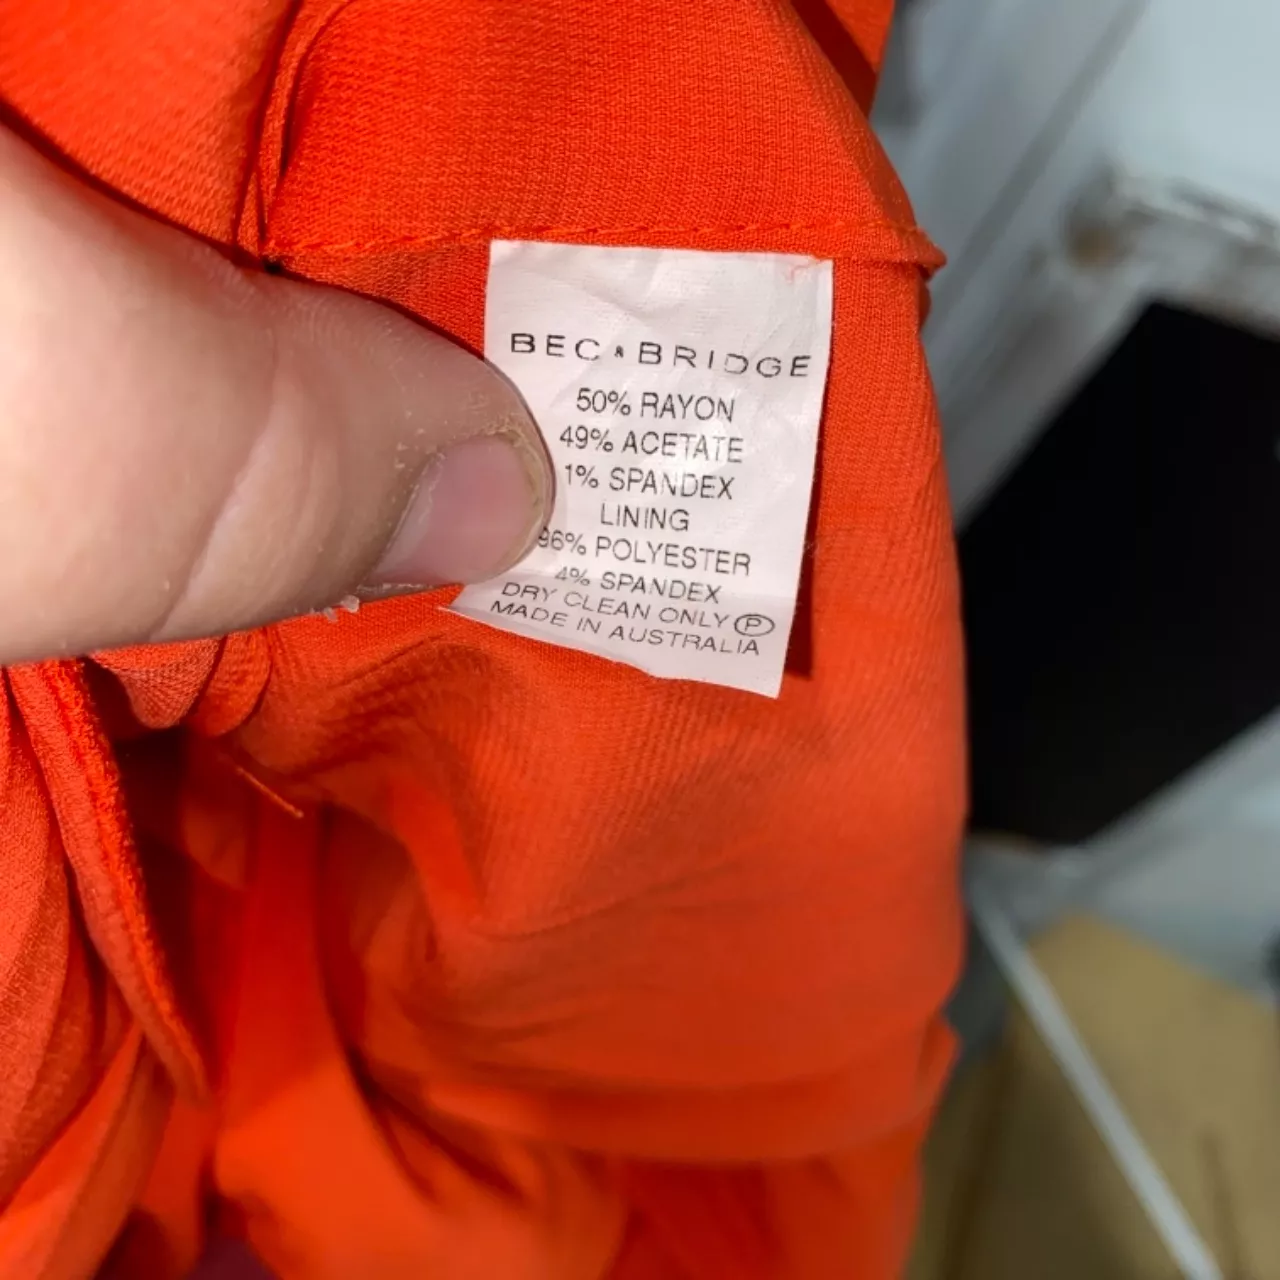 BEC & BRIDGE
50% RAYON
49% ACETATE
1% SPANDEX
LINING
96% POLYESTER
4% SPANDEX
DRY CLEAN ONLY Ⓟ
MADE IN AUSTRALIA